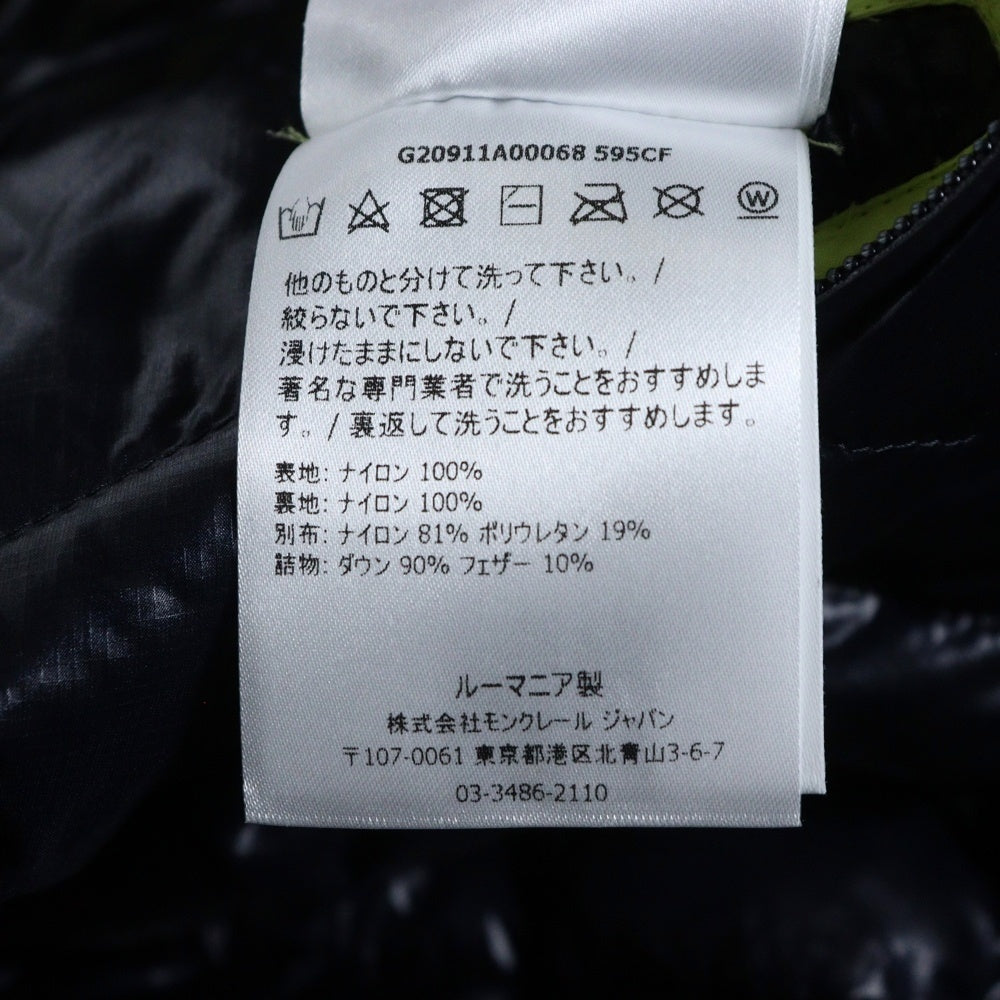 G20911A00068 595CF
W
他のものと分けて洗って下さい。/
絞らないで下さい。/
浸けたままにしないで下さい。/
著名な専門業者で洗うことをおすすめしま
す。/ 裏返して洗うことをおすすめします。
表地: ナイロン 100%
裏地: ナイロン 100%
別布: ナイロン 81% ポリウレタン 19%
詰物: ダウン 90% フェザー 10%
ルーマニア製
株式会社モンクレール ジャパン
〒107-0061 東京都港区北青山3-6-7
03-3486-2110